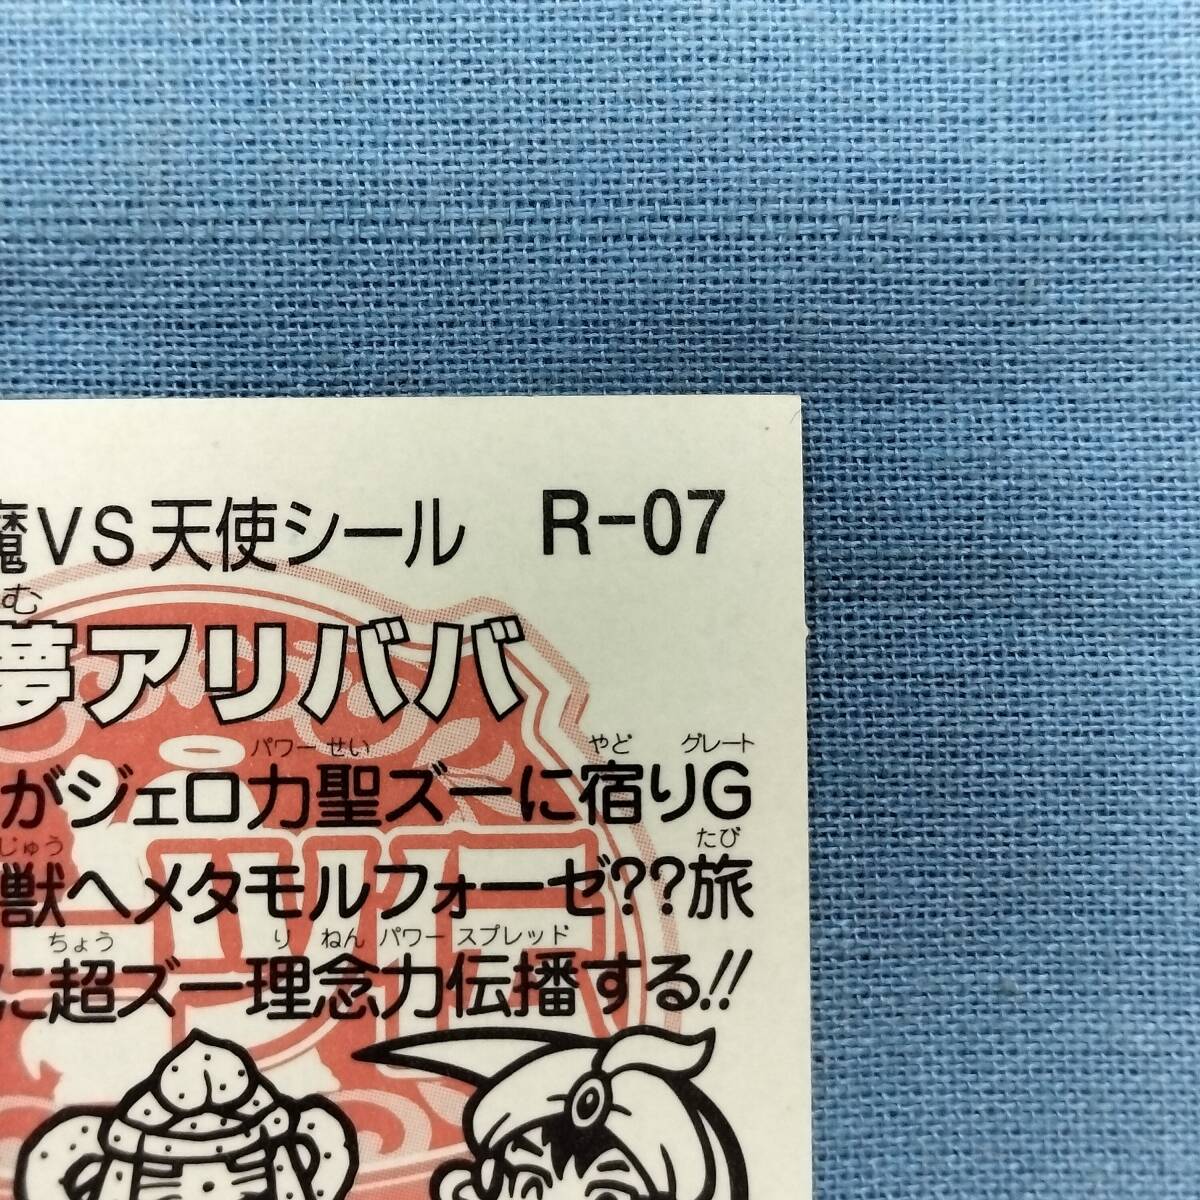 魔VS天使シール R-07
む
夢アリババ
パワー せい やど グレート
がジェロ力聖ズーに宿りG
じゅう たび
獣へメタモルフォーゼ??旅
ちょう り ねん パワー スプレッド
に超ズー理念力伝播する!!